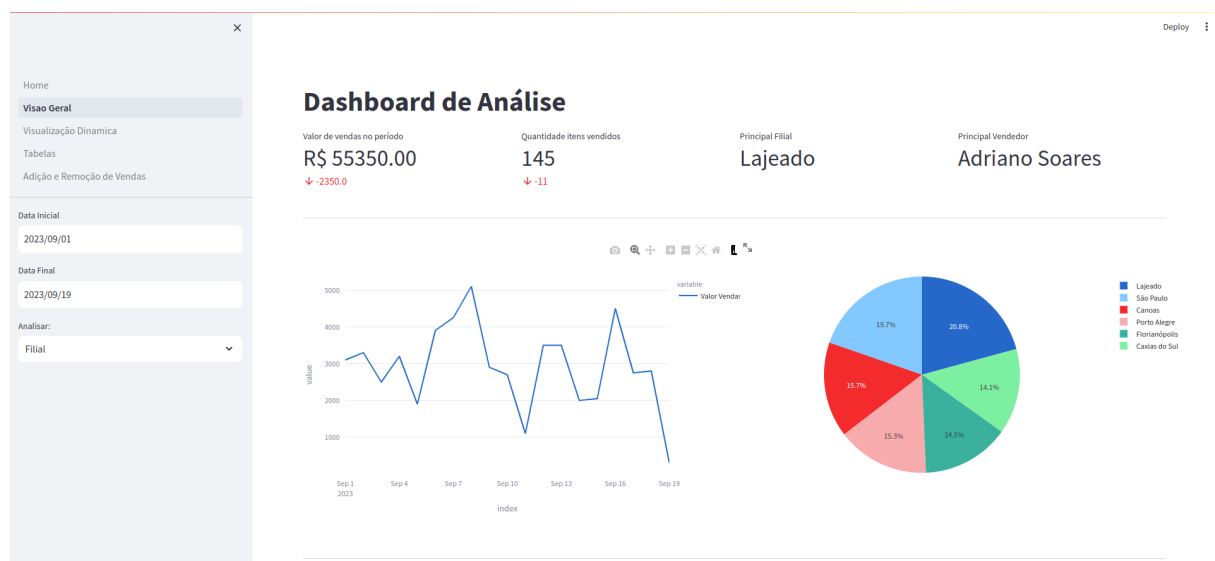 Deploy
Home
Visao Geral
Visualização Dinamica
Tabelas
Adição e Remoção de Vendas
Data Inicial
2023/09/01
Data Final
2023/09/19
Analisar:
Filial
Dashboard de Análise
Valor de vendas no período
R$ 55350.00
-2350.0
Quantidade itens vendidos
145
-11
Principal Filial
Lajeado
Principal Vendedor
Adriano Soares
variable
Valor Vendas
value
5000
4000
3000
2000
1000
Sep 1
2023
Sep 4
Sep 7
Sep 10
Sep 13
Sep 16
Sep 19
index
19.7%
20.8%
15.7%
14.1%
15.3%
14.5%
Lajeado
São Paulo
Canoas
Porto Alegre
Florianópolis
Caxias do Sul